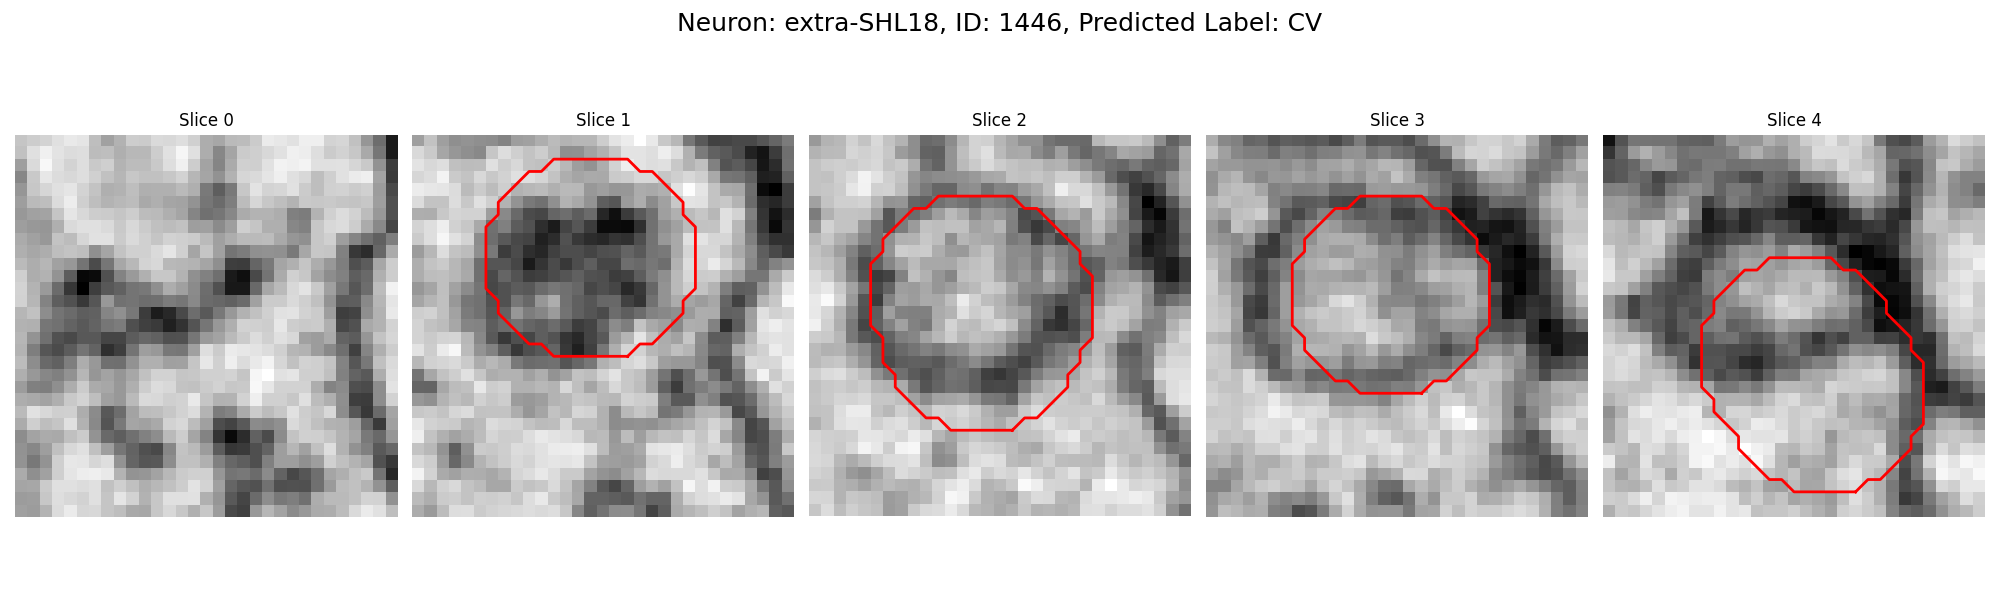 Neuron: extra-SHL18, ID: 1446, Predicted Label: CV
Slice 0
Slice 1
Slice 2
Slice 3
Slice 4